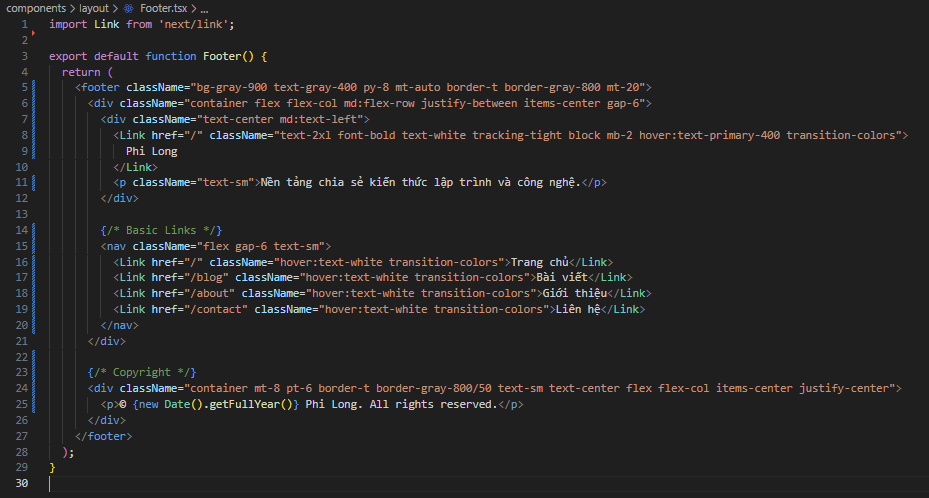 components > layout > Footer.tsx > ...
1 import Link from 'next/link';
2
3 export default function Footer() {
4   return (
5     <footer className="bg-gray-900 text-gray-400 py-8 mt-auto border-t border-gray-800 mt-20">
6       <div className="container flex flex-col md:flex-row justify-between items-center gap-6">
7         <div className="text-center md:text-left">
8           <Link href="/" className="text-2xl font-bold text-white tracking-tight block mb-2 hover:text-primary-400 transition-colors">
9             Phi Long
10           </Link>
11           <p className="text-sm">Nền tảng chia sẻ kiến thức lập trình và công nghệ.</p>
12         </div>
13
14         {/* Basic Links */}
15         <nav className="flex gap-6 text-sm">
16           <Link href="/" className="hover:text-white transition-colors">Trang chủ</Link>
17           <Link href="/blog" className="hover:text-white transition-colors">Bài viết</Link>
18           <Link href="/about" className="hover:text-white transition-colors">Giới thiệu</Link>
19           <Link href="/contact" className="hover:text-white transition-colors">Liên hệ</Link>
20         </nav>
21       </div>
22
23       {/* Copyright */}
24       <div className="container mt-8 pt-6 border-t border-gray-800/50 text-sm text-center flex flex-col items-center justify-center">
25         <p>© {new Date().getFullYear()} Phi Long. All rights reserved.</p>
26       </div>
27     </footer>
28   );
29 }
30